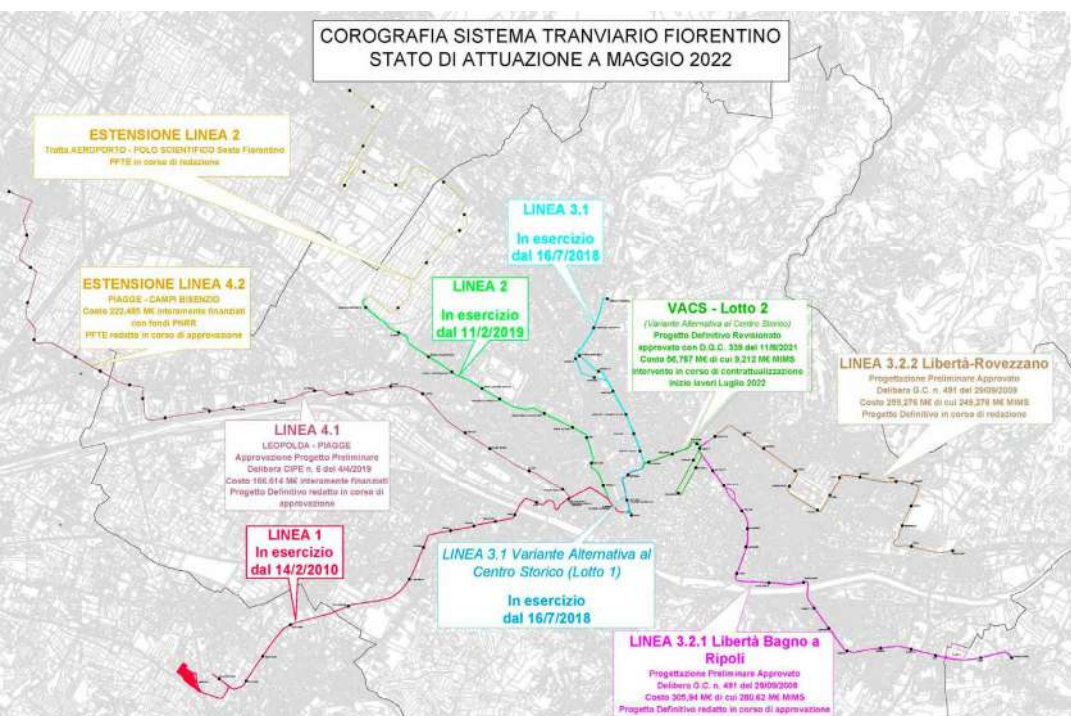 COROGRAFIA SISTEMA TRANVIARIO FIORENTINO
STATO DI ATTUAZIONE A MAGGIO 2022
ESTENSIONE LINEA 2
Tratta AEROPORTO - POLO SCIENTIFICO Sesto Fiorentino
PFTE in corso di redazione
LINEA 3.1
In esercizio
dal 16/7/2018
ESTENSIONE LINEA 4.2
PIAGGE - CAMPI BISENZIO
Costo 222,485 M€ interamente finanziati
con fondi PNRR
PFTE redatto in corso di approvazione
LINEA 2
In esercizio
dal 11/2/2019
VACS - Lotto 2
(Variante Alternativa al Centro Storico)
Progetto Definitivo Revisionato
approvato con D.G.C. 339 del 11/8/2021
Costo 56,787 M€ di cui 9,212 M€ MIMS
intervento in corso di contrattualizzazione
inizio lavori Luglio 2022
LINEA 3.2.2 Libertà-Rovezzano
Progettazione Preliminare Approvato
Delibera G.C. n. 491 del 29/09/2009
Costo 259,276 M€ di cui 249,276 M€ MIMS
Progetto Definitivo in corso di redazione
LINEA 4.1
LEOPOLDA - PIAGGE
Approvazione Progetto Preliminare
Delibera CIPE n. 6 del 4/4/2019
Costo 166,614 M€ interamente finanziati
Progetto Definitivo redatto in corso di
approvazione
LINEA 1
In esercizio
dal 14/2/2010
LINEA 3.1 Variante Alternativa al
Centro Storico (Lotto 1)
In esercizio
dal 16/7/2018
LINEA 3.2.1 Libertà Bagno a
Ripoli
Progettazione Preliminare Approvato
Delibera G.C. n. 491 del 29/09/2009
Costo 305,94 M€ di cui 280,62 M€ MIMS
Progetto Definitivo redatto in corso di approvazione